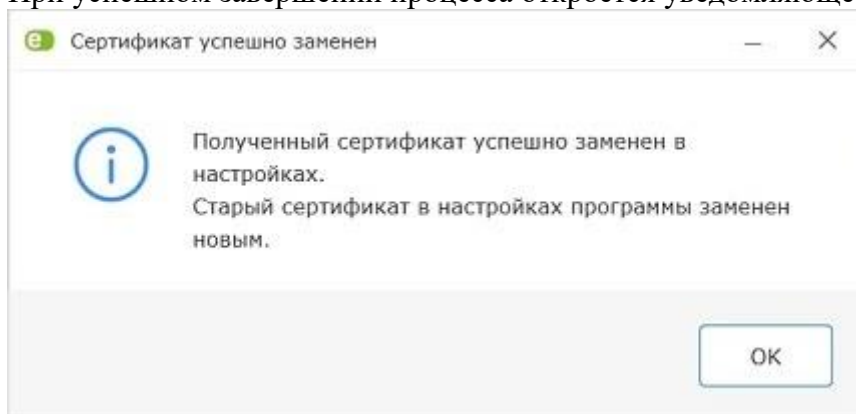 При успешном завершении процесса откроется уведомляюще
Сертификат успешно заменен
Полученный сертификат успешно заменен в
настройках.
Старый сертификат в настройках программы заменен
новым.
OK